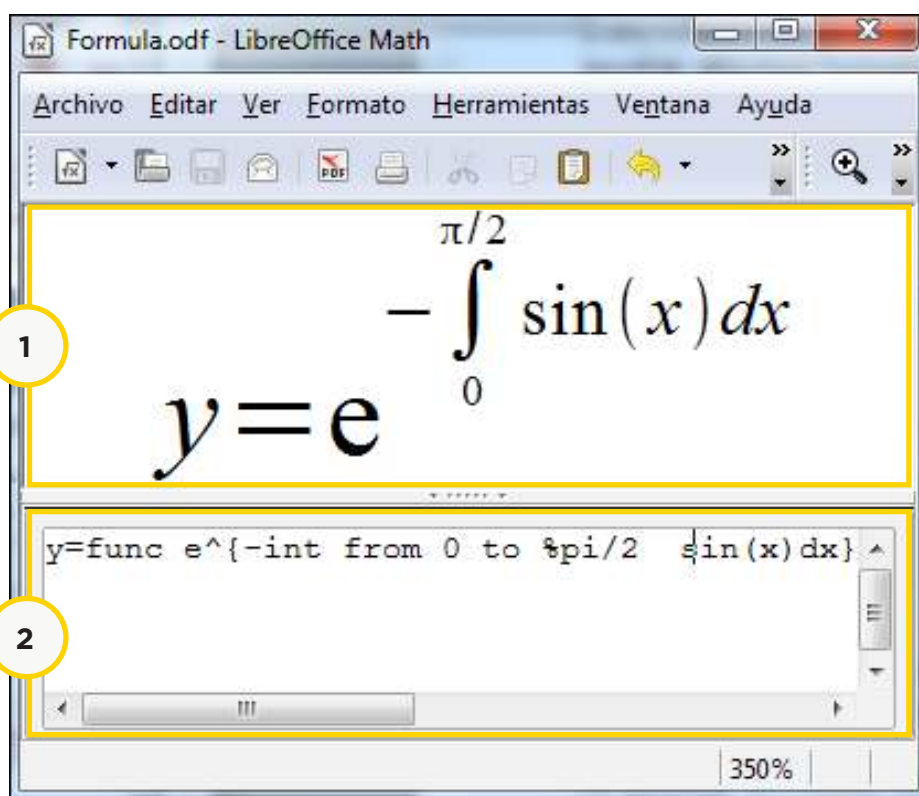 Formula.odf - LibreOffice Math
Archivo Editar Ver Formato Herramientas Ventana Ayuda
PDF
π/2
- ∫ sin(x)dx
0
y=e
1
y=func e^{-int from 0 to %pi/2  sin(x)dx}
2
350%